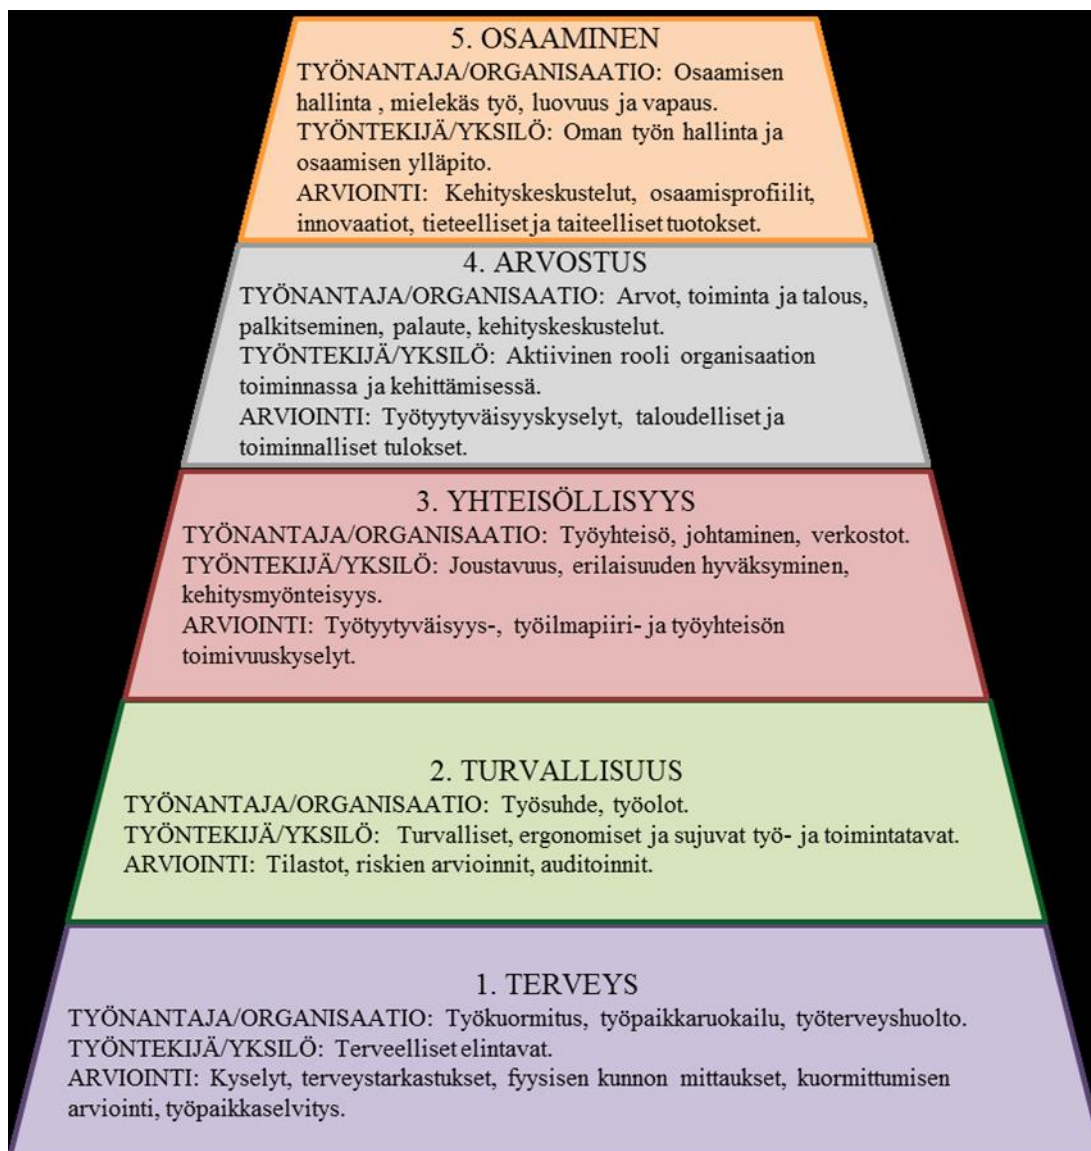 5. OSAAMINEN
TYÖNANTAJA/ORGANISAATIO: Osaamisen
hallinta , mielekäs työ, luovuus ja vapaus.
TYÖNTEKIJÄ/YKSILÖ: Oman työn hallinta ja
osaamisen ylläpito.
ARVIOINTI: Kehityskeskustelut, osaamisprofiilit,
innovaatiot, tieteelliset ja taiteelliset tuotokset.
4. ARVOSTUS
TYÖNANTAJA/ORGANISAATIO: Arvot, toiminta ja talous,
palkitseminen, palaute, kehityskeskustelut.
TYÖNTEKIJÄ/YKSILÖ: Aktiivinen rooli organisaation
toiminnassa ja kehittämisessä.
ARVIOINTI: Työtyytyväisyyskyselyt, taloudelliset ja
toiminnalliset tulokset.
3. YHTEISÖLLISYYS
TYÖNANTAJA/ORGANISAATIO: Työyhteisö, johtaminen, verkostot.
TYÖNTEKIJÄ/YKSILÖ: Joustavuus, erilaisuuden hyväksyminen,
kehitysmyönteisyys.
ARVIOINTI: Työtyytyväisyys-, työilmapiiri- ja työyhteisön
toimivuuskyselyt.
2. TURVALLISUUS
TYÖNANTAJA/ORGANISAATIO: Työsuhde, työolot.
TYÖNTEKIJÄ/YKSILÖ: Turvalliset, ergonomiset ja sujuvat työ- ja toimintatavat.
ARVIOINTI: Tilastot, riskien arvioinnit, auditoinnit.
1. TERVEYS
TYÖNANTAJA/ORGANISAATIO: Työkuormitus, työpaikkaruokailu, työterveyshuolto.
TYÖNTEKIJÄ/YKSILÖ: Terveelliset elintavat.
ARVIOINTI: Kyselyt, terveystarkastukset, fyysisen kunnon mittaukset, kuormittumisen
arviointi, työpaikkaselvitys.